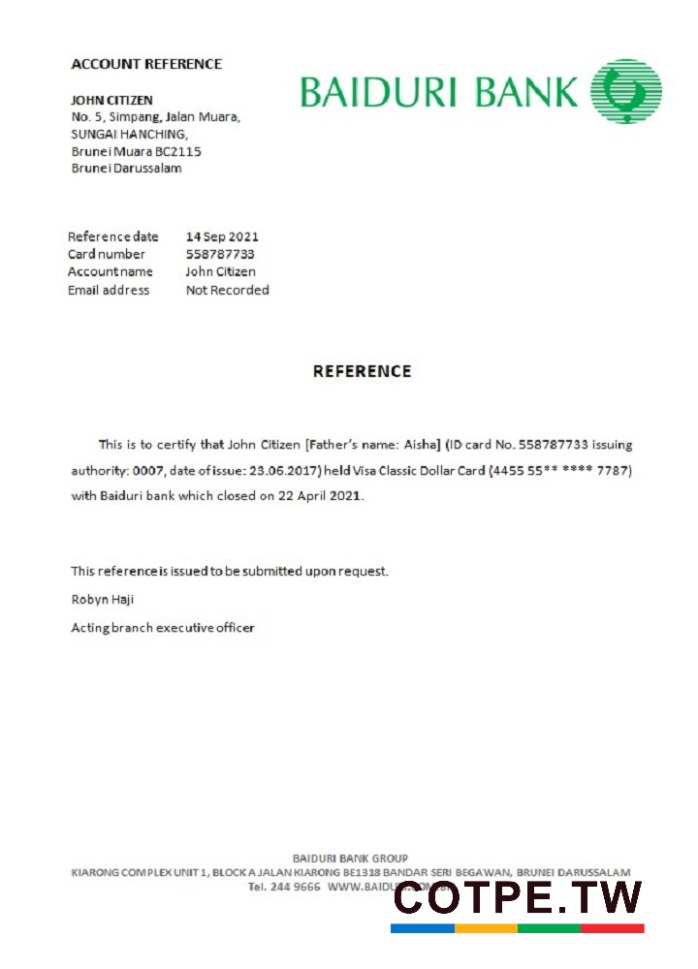 ACCOUNT REFERENCE
BAIDURI BANK
JOHN CITIZEN
No. 5, Simpang, Jalan Muara,
SUNGAI HANCHING,
Brunei Muara BC2115
Brunei Darussalam
Reference date 14 Sep 2021
Card number 558787733
Account name John Citizen
Email address Not Recorded
REFERENCE
This is to certify that John Citizen [Father's name: Aisha] (ID card No. 558787733 issuing
authority: 0007, date of issue: 23.06.2017) held Visa Classic Dollar Card (4455 55** **** 7787)
with Baiduri bank which closed on 22 April 2021.
This reference is issued to be submitted upon request.
Robyn Haji
Acting branch executive officer
BAIDURI BANK GROUP
KIARONG COMPLEX UNIT 1, BLOCK A JALAN KIARONG BE1318 BANDAR SERI BEGAWAN, BRUNEI DARUSSALAM
Tel. 244 9666
COTPE.TW